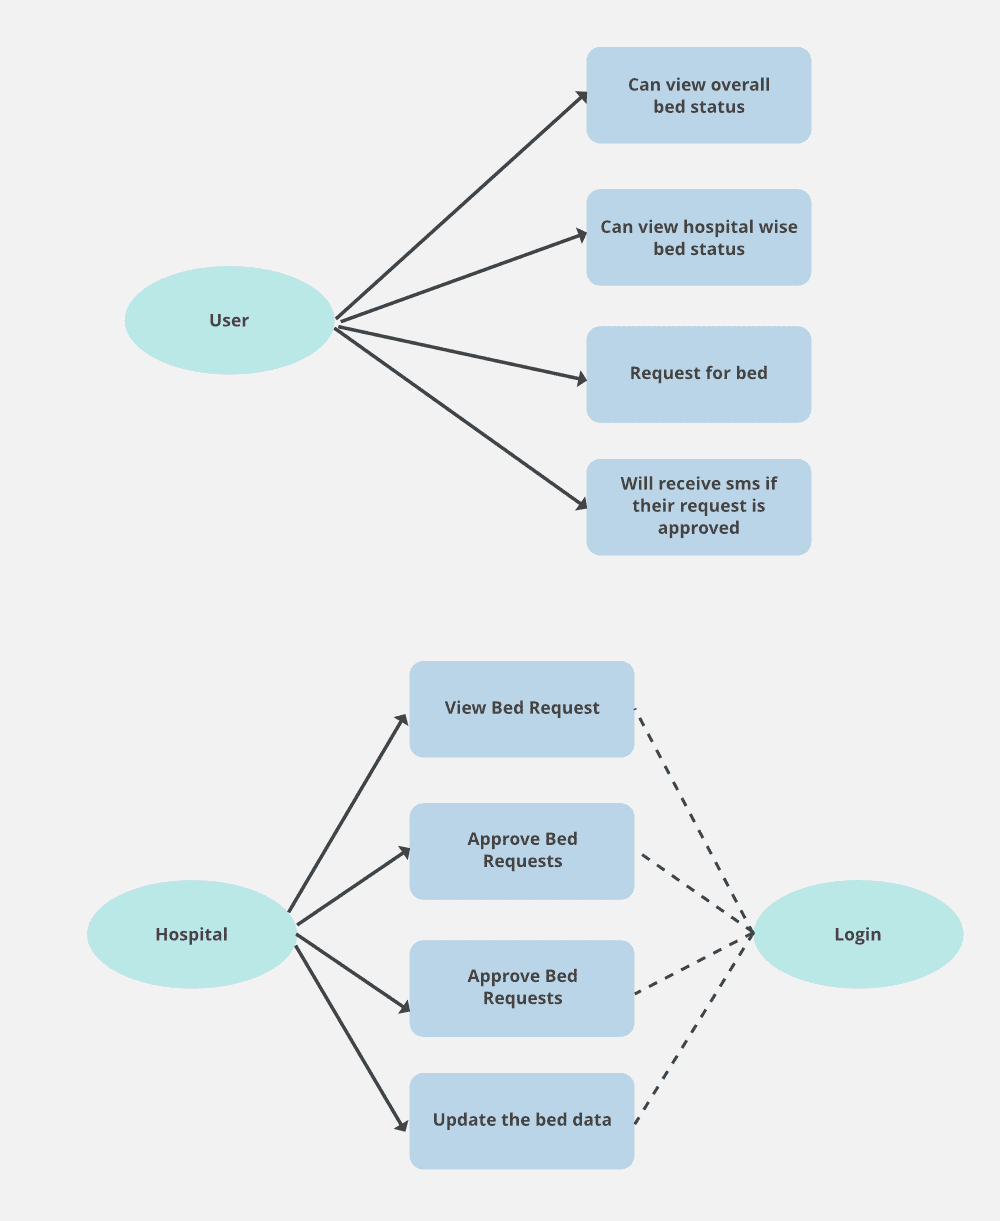 Can view overall
bed status
Can view hospital wise
bed status
User
Request for bed
Will receive sms if
their request is
approved
View Bed Request
Approve Bed
Requests
Hospital
Login
Approve Bed
Requests
Update the bed data